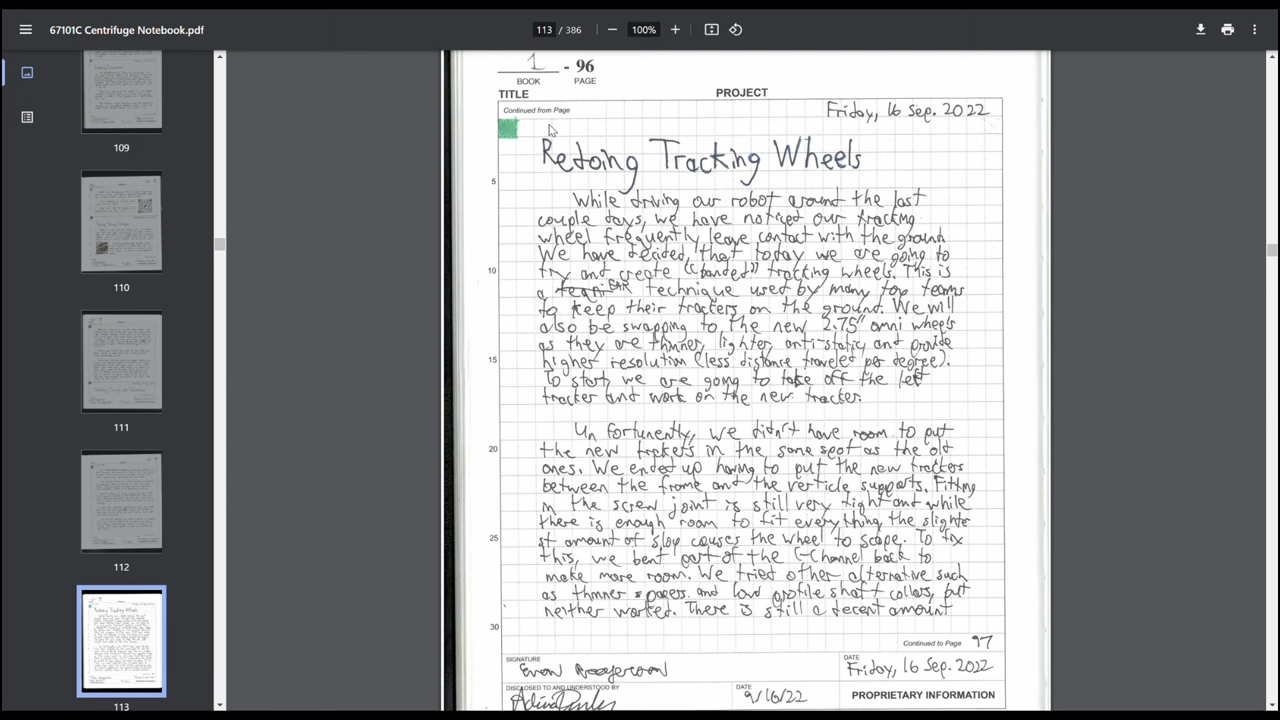 67101C Centrifuge Notebook.pdf
113 / 386
100%
109
110
111
112
113
1 - 96
BOOK PAGE
TITLE PROJECT
Continued from Page
Friday, 16 Sep. 2022
Redoing Tracking Wheels
5
While driving our robot around the last
couple days, we have noticed our tracking
wheel frequently leave contact with the ground
We have decided, that today we are going to
10
try and create "banded" tracking wheels. This is
a technique used by many top teams
to keep their trackers on the ground. We will
also be swapping to the new 2.75" omni wheels
as they are thinner, lighter, anti-static and provide
15
higher resolution (less distance traveled per degree).
To start we are going to take off the left
tracker and work on the new tracker.
Un fortunently, we didn't have room to put
20
the new trakers in the same spot as the old
ones. We ended up having to put the new trackers
between the frame and the verticle supports. Fitting
in the screw joint is still very tight and while
there is enough room to fit everything the slighte
25
st amount of slop causes the wheel to scrape. To fix
this, we bent part of the C-Channel back to
make more room. We tried other alternative such
as thinner spacers and low profile shaft collars, but
neither worked. There is still a decent amount
30
Continued to Page 97
SIGNATURE
DATE
Friday, 16 Sep. 2022
DISCLOSED TO AND UNDERSTOOD BY
DATE
9/16/22
PROPRIETARY INFORMATION